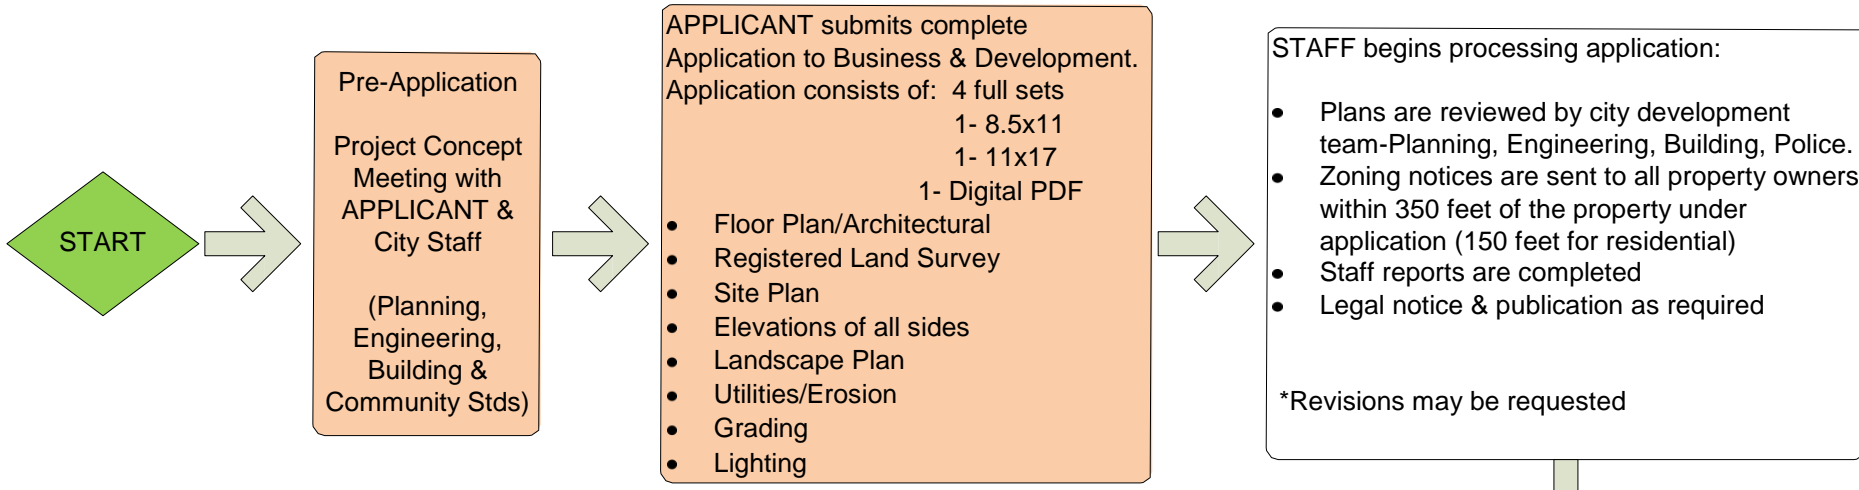 START
Pre-Application
Project Concept
Meeting with
APPLICANT &
City Staff
(Planning,
Engineering,
Building &
Community Stds)
APPLICANT submits complete
Application to Business & Development.
Application consists of:  4 full sets
1- 8.5x11
1- 11x17
1- Digital PDF
• Floor Plan/Architectural
• Registered Land Survey
• Site Plan
• Elevations of all sides
• Landscape Plan
• Utilities/Erosion
• Grading
• Lighting
STAFF begins processing application:
• Plans are reviewed by city development
team-Planning, Engineering, Building, Police.
• Zoning notices are sent to all property owners
within 350 feet of the property under
application (150 feet for residential)
• Staff reports are completed
• Legal notice & publication as required
*Revisions may be requested